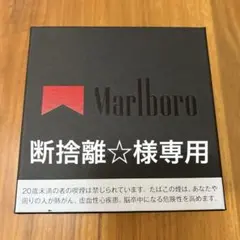 Marlboro
断捨離☆様専用
20歳未満の者の喫煙は禁じられています。たばこの煙は、あなたや
周りの人が肺がん、虚血性心疾患、脳卒中になる危険性を高めます。